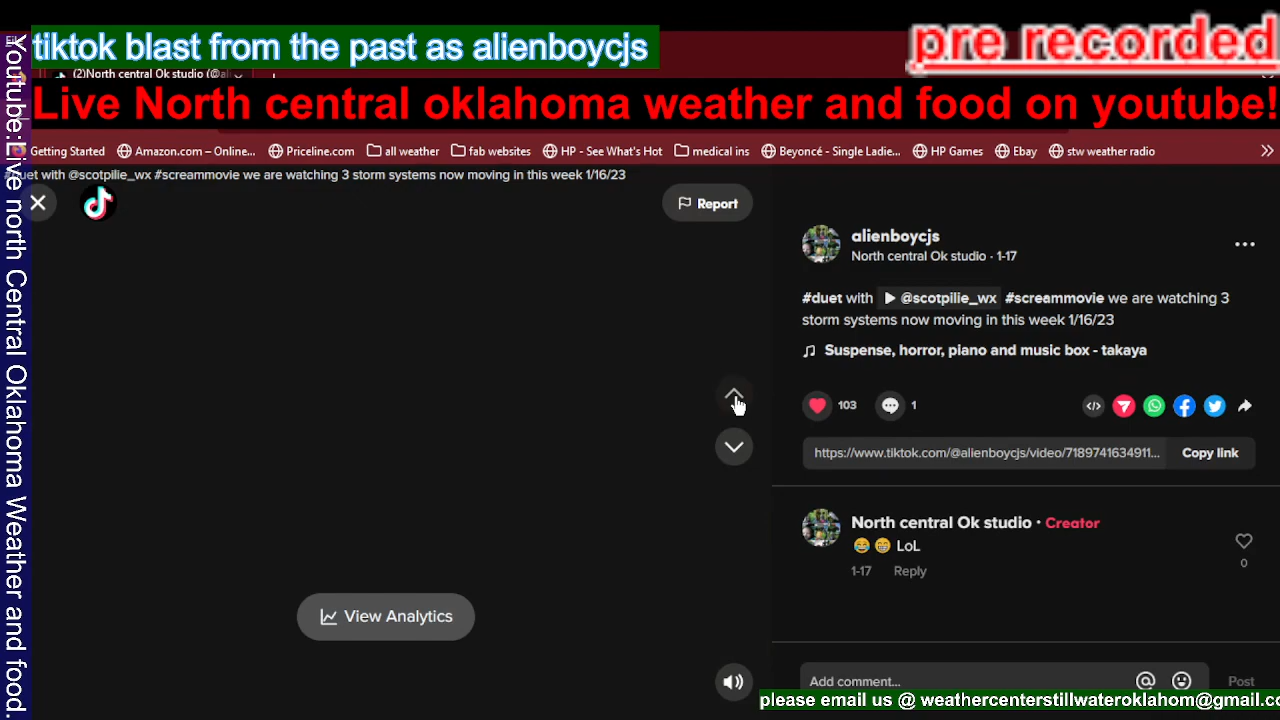 tiktok blast from the past as alienboycjs
pre recorded
(2)North central Ok studio (@al
Live North central oklahoma weather and food on youtube!
Youtube:Live north Central Oklahoma Weather and food.
Getting Started
Amazon.com – Online...
Priceline.com
all weather
fab websites
HP - See What's Hot
medical ins
Beyoncé - Single Ladie...
HP Games
Ebay
stw weather radio
#duet with @scotpilie_wx #screammovie we are watching 3 storm systems now moving in this week 1/16/23
Report
alienboycjs
North central Ok studio · 1-17
#duet with @scotpilie_wx #screammovie we are watching 3
storm systems now moving in this week 1/16/23
Suspense, horror, piano and music box - takaya
103
1
https://www.tiktok.com/@alienboycjs/video/7189741634911...
Copy link
North central Ok studio · Creator
😂 😁 LoL
1-17 Reply
0
View Analytics
Add comment...
Post
please email us @ weathercenterstillwateroklahom@gmail.co